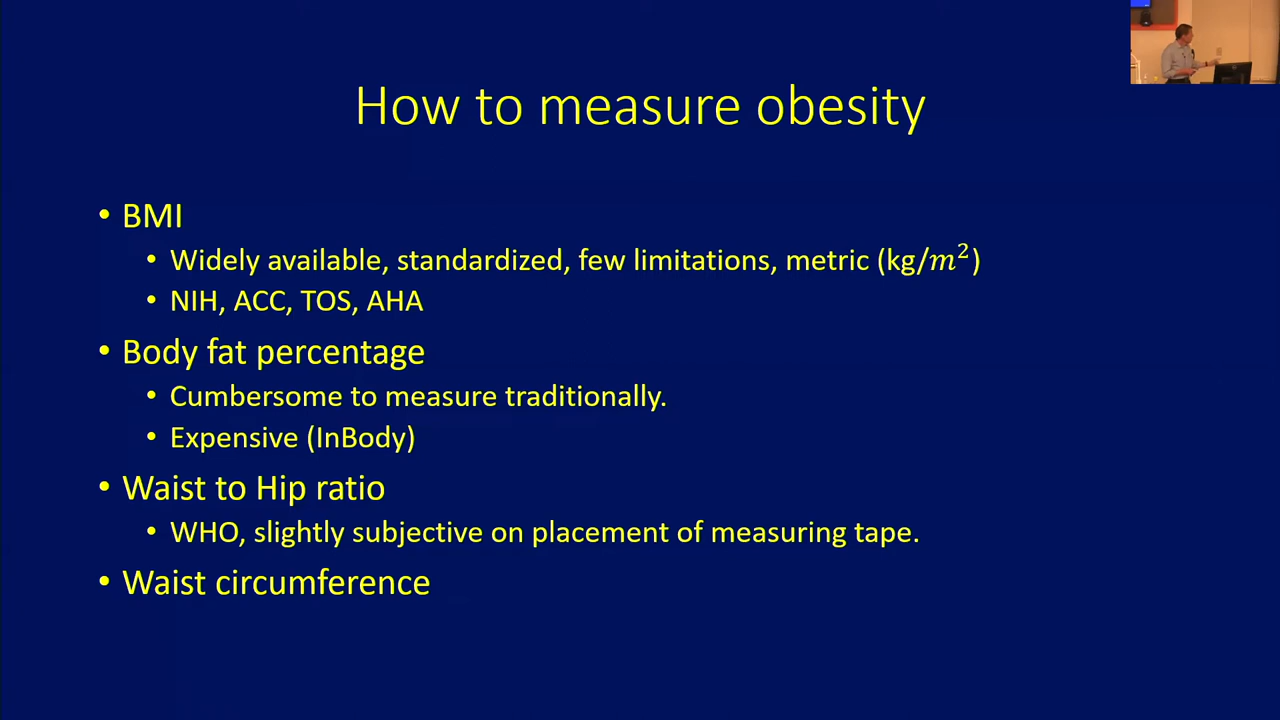 How to measure obesity
• BMI
• Widely available, standardized, few limitations, metric (kg/m²)
• NIH, ACC, TOS, AHA
• Body fat percentage
• Cumbersome to measure traditionally.
• Expensive (InBody)
• Waist to Hip ratio
• WHO, slightly subjective on placement of measuring tape.
• Waist circumference